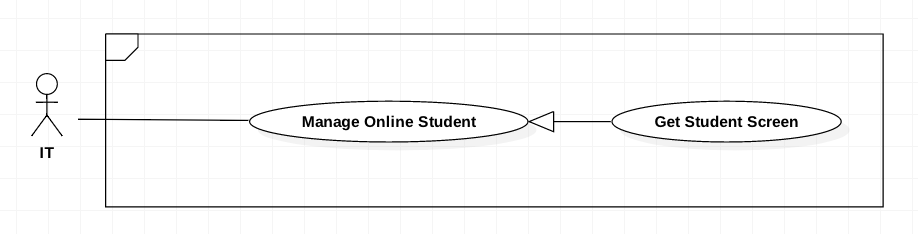 IT
Manage Online Student
Get Student Screen